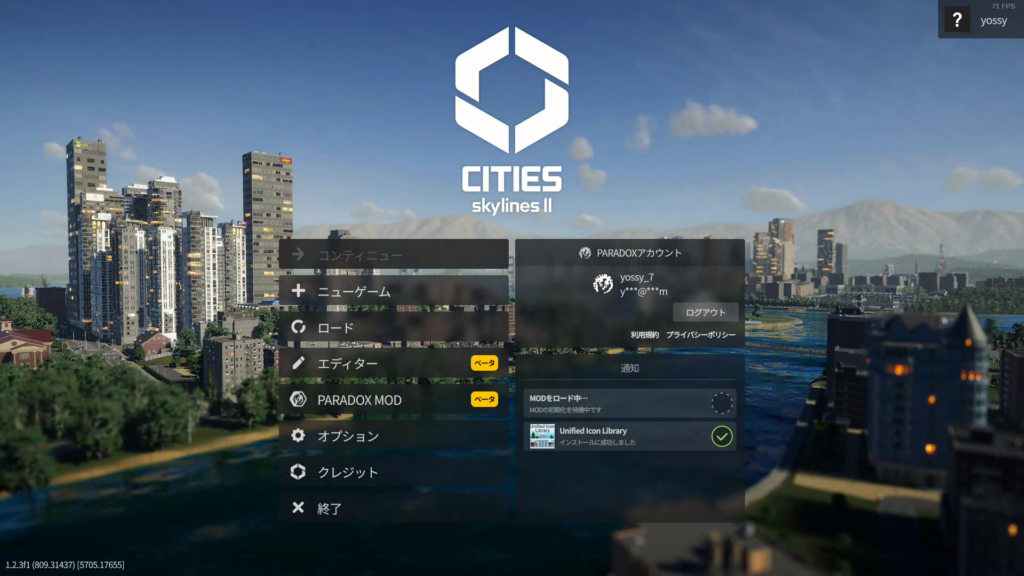 71 FPS
?
yossy
CITIES
skylines II
コンティニュー
ニューゲーム
ロード
エディター
ベータ
PARADOX MOD
ベータ
オプション
クレジット
終了
PARADOXアカウント
yossy_7
y***@***m
ログアウト
利用規約 プライバシーポリシー
通知
MODをロード中…
MODの初期化を待機中です
Unified Icon Library
Unified Icon Library
インストールに成功しました
1.2.3f1 (809.31437) [5705.17655]